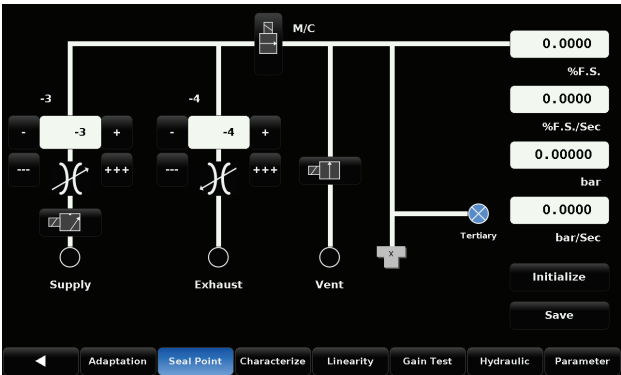 M/C
0.0000
%F.S.
-3
-4
0.0000
%F.S./Sec
-
-3
+
-
-4
+
0.00000
bar
---
+++
---
+++
0.0000
bar/Sec
Tertiary
X
Supply
Exhaust
Vent
Initialize
Save
Adaptation
Seal Point
Characterize
Linearity
Gain Test
Hydraulic
Parameter